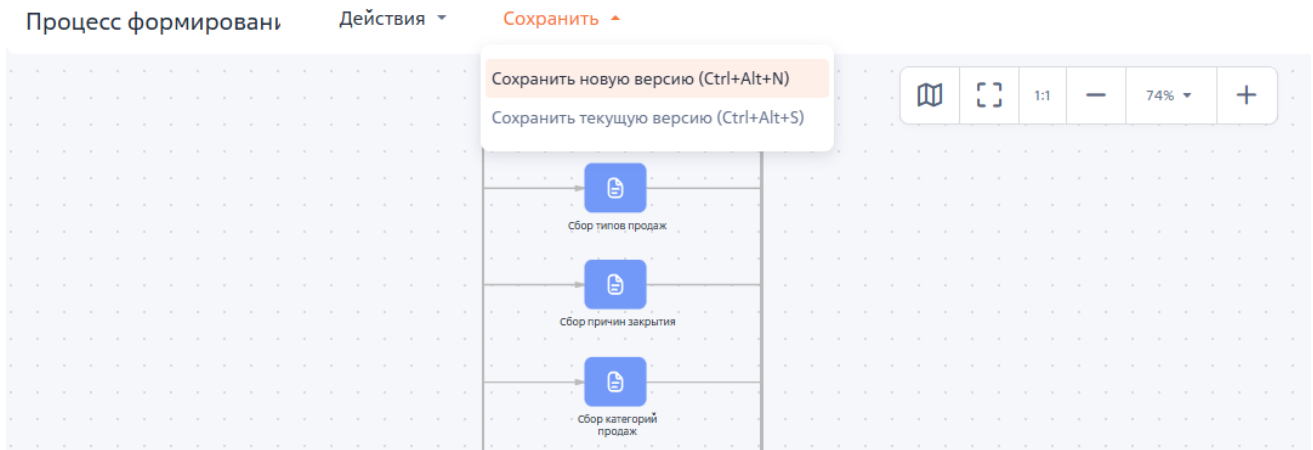 Процесс формировани
Действия
Сохранить
Сохранить новую версию (Ctrl+Alt+N)
Сохранить текущую версию (Ctrl+Alt+S)
1:1
74%
Сбор типов продаж
Сбор причин закрытия
Сбор категорий
продаж